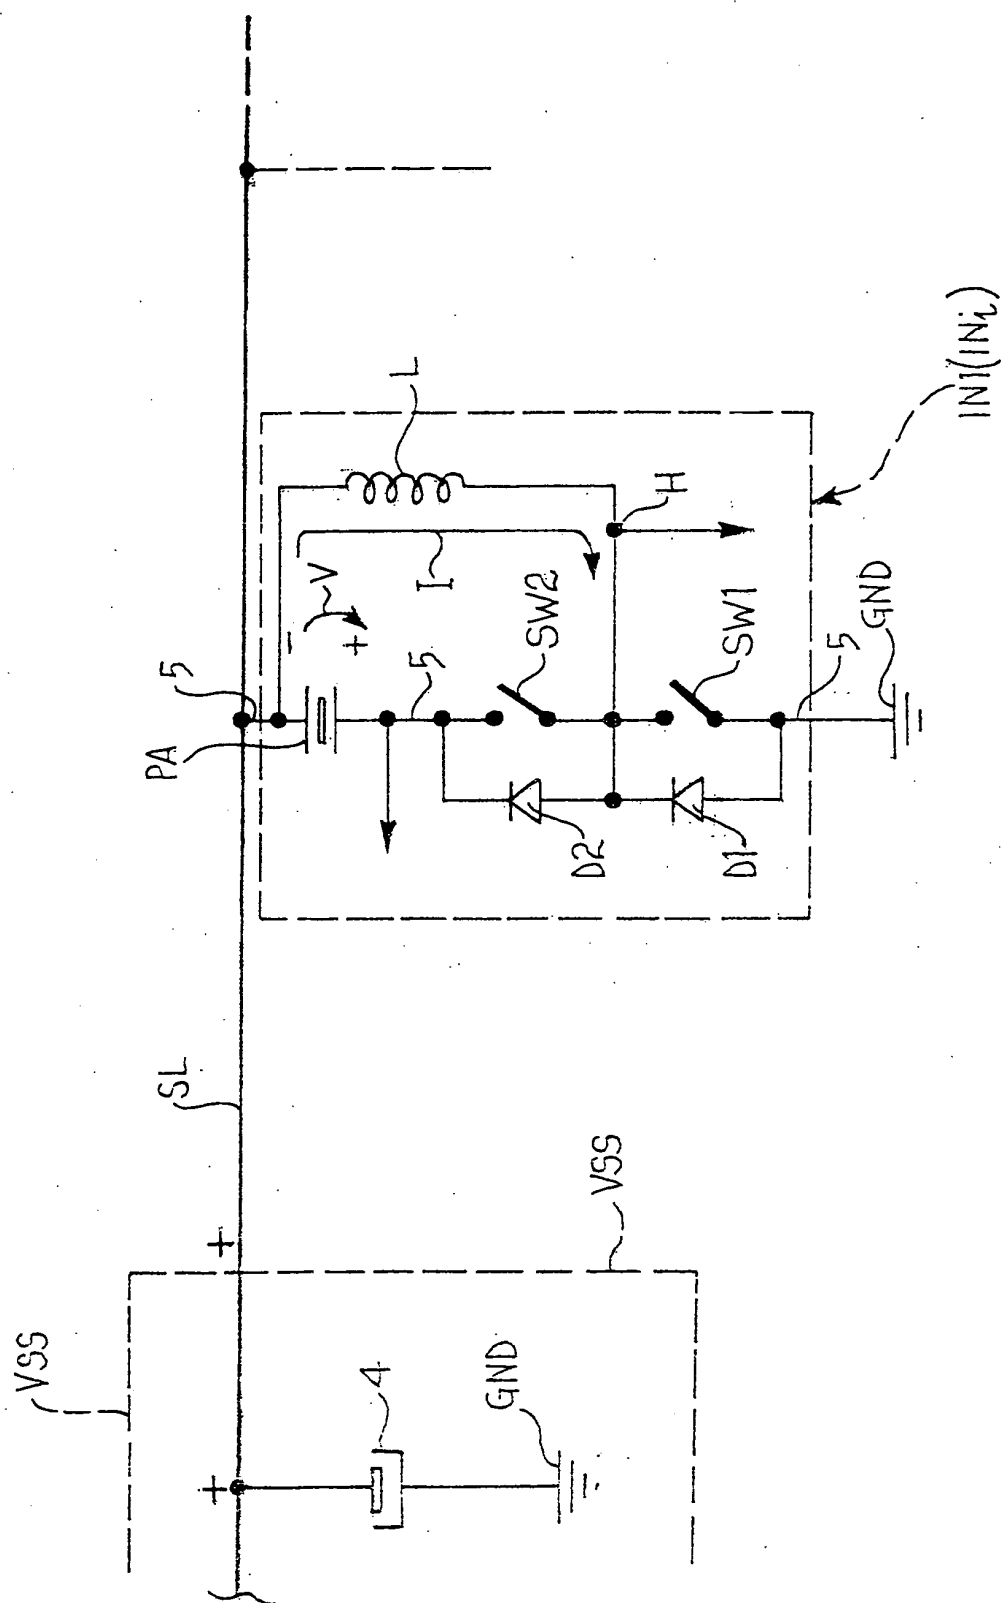 VSS
+
+
4
GND
VSS
SL
PA
5
-
V
+
L
I
5
SW2
H
D2
SW1
D1
5
GND
IN1(INi)